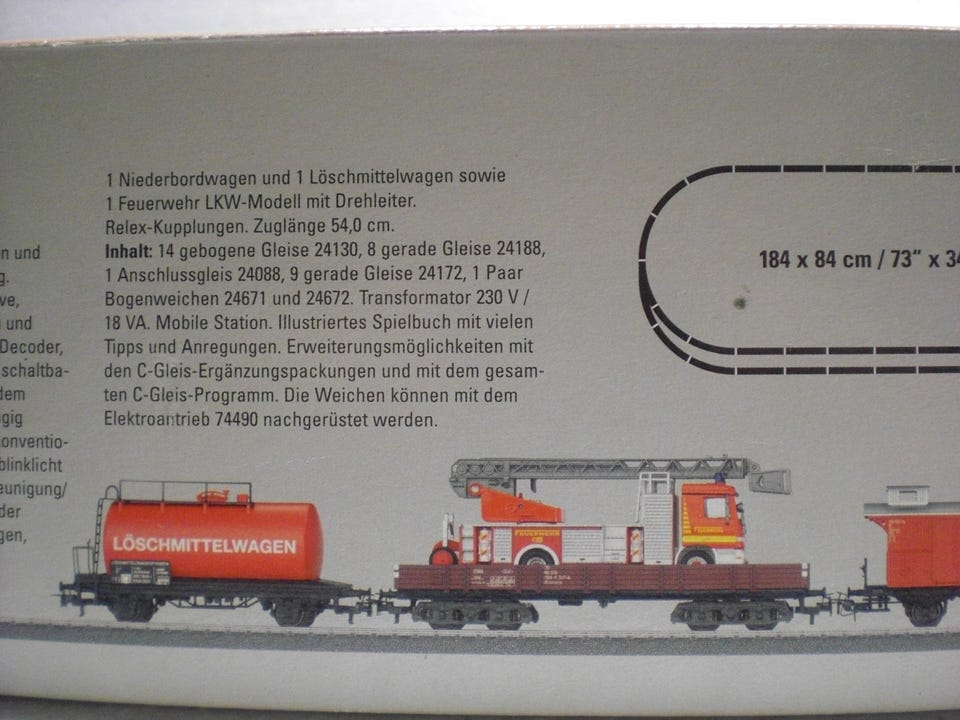 1 Niederbordwagen und 1 Löschmittelwagen sowie
1 Feuerwehr LKW-Modell mit Drehleiter.
Relex-Kupplungen. Zuglänge 54,0 cm.
Inhalt: 14 gebogene Gleise 24130, 8 gerade Gleise 24188,
1 Anschlussgleis 24088, 9 gerade Gleise 24172, 1 Paar
Bogenweichen 24671 und 24672. Transformator 230 V /
18 VA. Mobile Station. Illustriertes Spielbuch mit vielen
Tipps und Anregungen. Erweiterungsmöglichkeiten mit
den C-Gleis-Ergänzungspackungen und mit dem gesam-
ten C-Gleis-Programm. Die Weichen können mit dem
Elektroantrieb 74490 nachgerüstet werden.
n und
g.
ve,
und
Decoder,
schaltba-
dem
gig
onventio-
blinklicht
eunigung/
der
gen,
184 x 84 cm / 73" x 34
LÖSCHMITTELWAGEN
FEUERWEHR